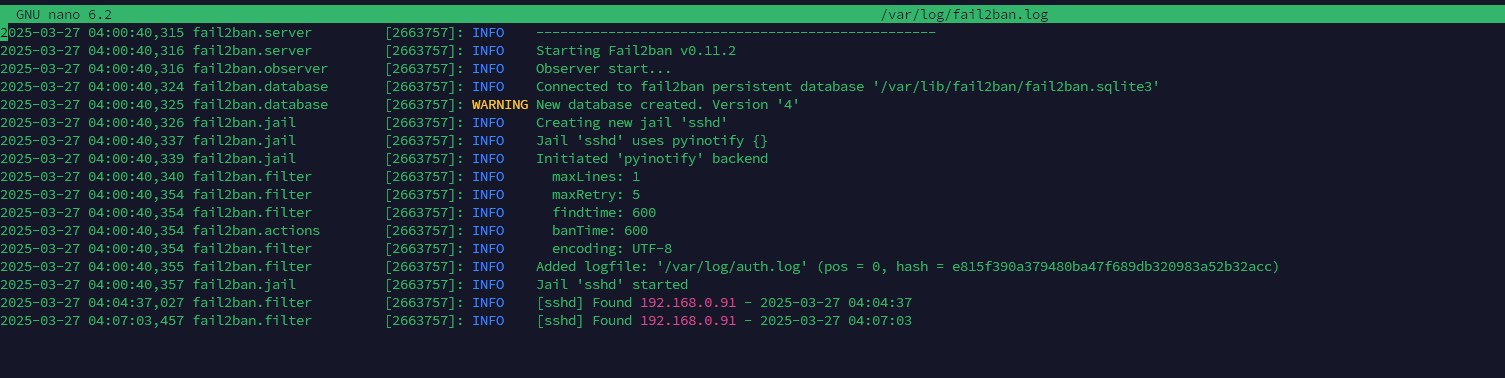 GNU nano 6.2 /var/log/fail2ban.log
2025-03-27 04:00:40,315 fail2ban.server [2663757]: INFO --------------------------------------------------
2025-03-27 04:00:40,316 fail2ban.server [2663757]: INFO Starting Fail2ban v0.11.2
2025-03-27 04:00:40,316 fail2ban.observer [2663757]: INFO Observer start...
2025-03-27 04:00:40,324 fail2ban.database [2663757]: INFO Connected to fail2ban persistent database '/var/lib/fail2ban/fail2ban.sqlite3'
2025-03-27 04:00:40,325 fail2ban.database [2663757]: WARNING New database created. Version '4'
2025-03-27 04:00:40,326 fail2ban.jail [2663757]: INFO Creating new jail 'sshd'
2025-03-27 04:00:40,337 fail2ban.jail [2663757]: INFO Jail 'sshd' uses pyinotify {}
2025-03-27 04:00:40,339 fail2ban.jail [2663757]: INFO Initiated 'pyinotify' backend
2025-03-27 04:00:40,340 fail2ban.filter [2663757]: INFO maxLines: 1
2025-03-27 04:00:40,354 fail2ban.filter [2663757]: INFO maxRetry: 5
2025-03-27 04:00:40,354 fail2ban.filter [2663757]: INFO findtime: 600
2025-03-27 04:00:40,354 fail2ban.actions [2663757]: INFO banTime: 600
2025-03-27 04:00:40,354 fail2ban.filter [2663757]: INFO encoding: UTF-8
2025-03-27 04:00:40,355 fail2ban.filter [2663757]: INFO Added logfile: '/var/log/auth.log' (pos = 0, hash = e815f390a379480ba47f689db320983a52b32acc)
2025-03-27 04:00:40,357 fail2ban.jail [2663757]: INFO Jail 'sshd' started
2025-03-27 04:04:37,027 fail2ban.filter [2663757]: INFO [sshd] Found 192.168.0.91 - 2025-03-27 04:04:37
2025-03-27 04:07:03,457 fail2ban.filter [2663757]: INFO [sshd] Found 192.168.0.91 - 2025-03-27 04:07:03